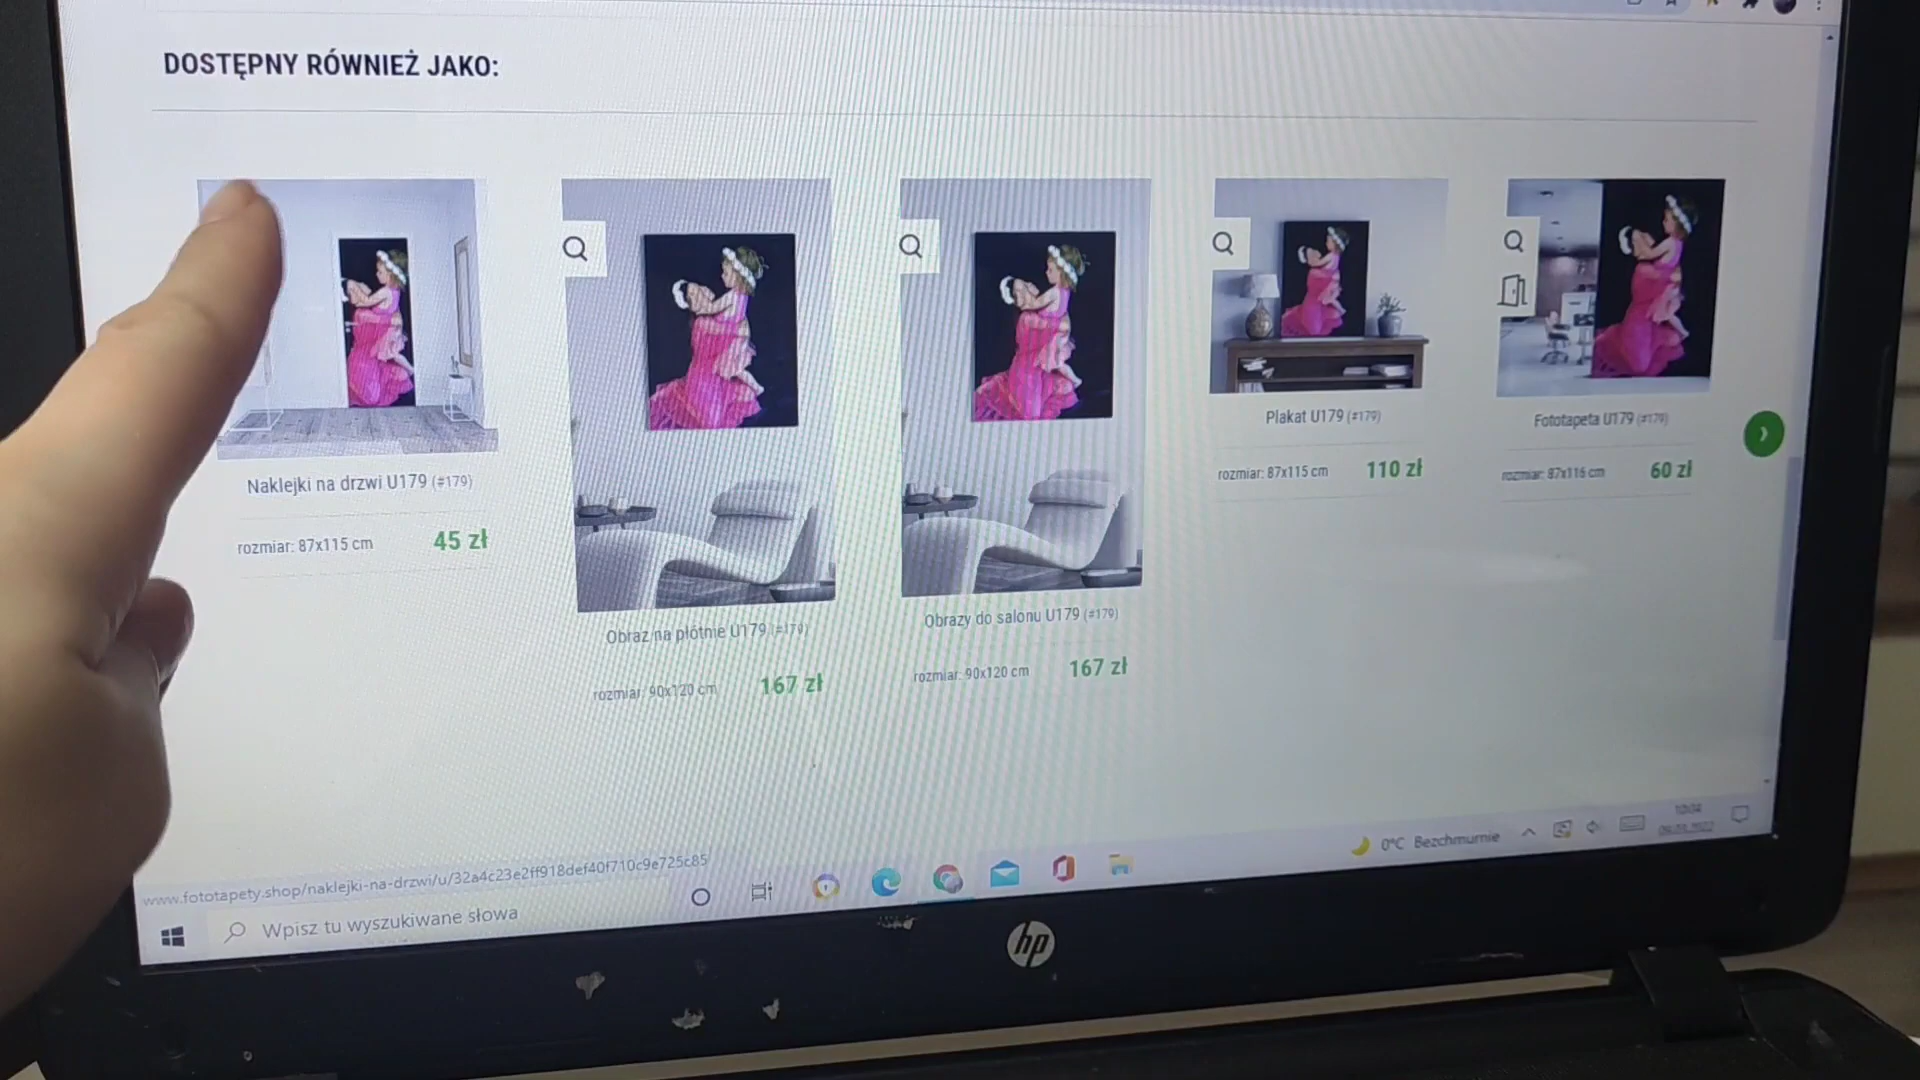 DOSTĘPNY RÓWNIEŻ JAKO:
Naklejki na drzwi U179 (#179)
rozmiar: 87x115 cm 45 zł
Obraz na płótnie U179 (#179)
rozmiar: 90x120 cm 167 zł
Obrazy do salonu U179 (#179)
rozmiar: 90x120 cm 167 zł
Plakat U179 (#179)
rozmiar: 87x115 cm 110 zł
Fototapeta U179 (#179)
rozmiar: 87x116 cm 60 zł
www.fototapety.shop/naklejki-na-drzwi/u/32a4c23e2ff918def40f710c9e725c85
Wpisz tu wyszukiwane słowa
0°C Bezchmurnie
hp